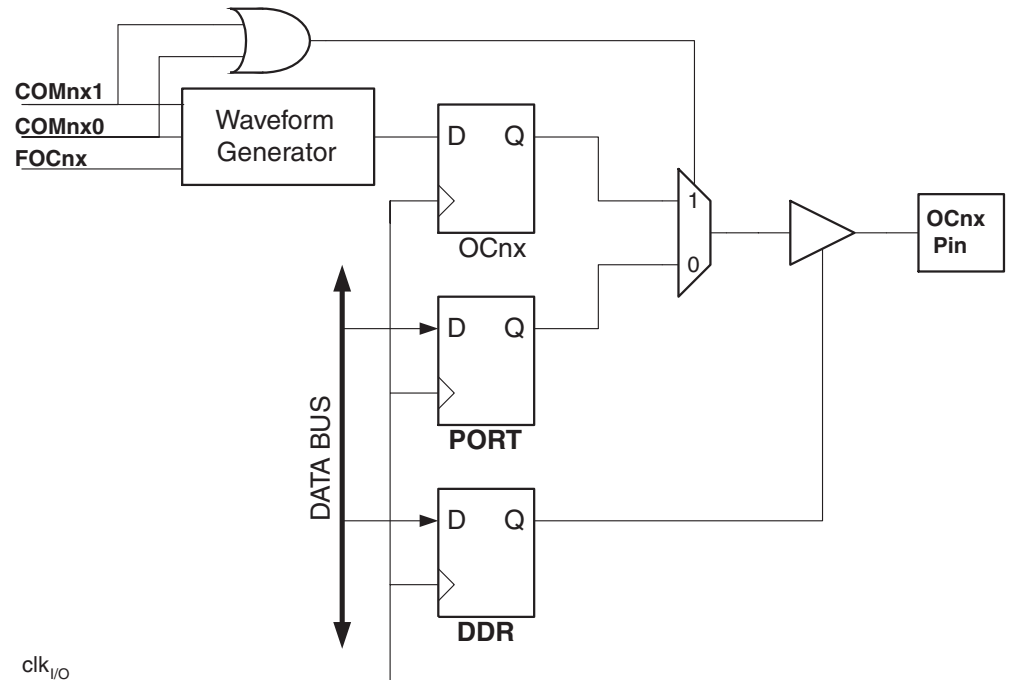 COMnx1
COMnx0
FOCnx
Waveform
Generator
D Q
OCnx
1
0
OCnx
Pin
D Q
PORT
DATA BUS
D Q
DDR
clkI/O